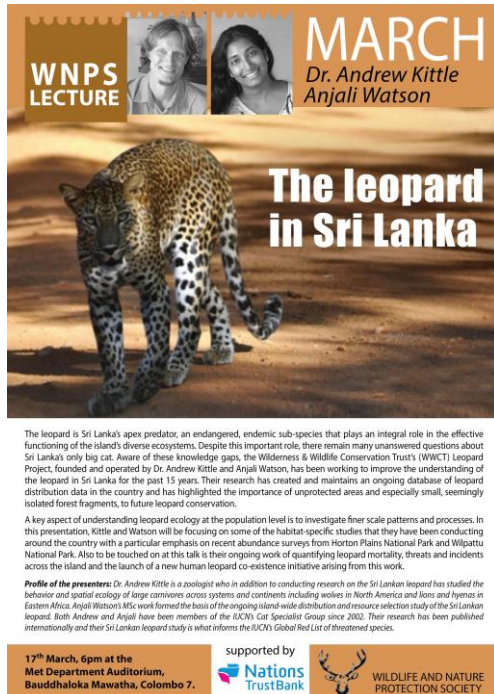 WNPS
LECTURE
MARCH
Dr. Andrew Kittle
Anjali Watson
The leopard
in Sri Lanka
The leopard is Sri Lanka's apex predator, an endangered, endemic sub-species that plays an integral role in the effective
functioning of the island's diverse ecosystems. Despite this important role, there remain many unanswered questions about
Sri Lanka's only big cat. Aware of these knowledge gaps, the Wilderness & Wildlife Conservation Trust's (WWCT) Leopard
Project, founded and operated by Dr. Andrew Kittle and Anjali Watson, has been working to improve the understanding of
the leopard in Sri Lanka for the past 15 years. Their research has created and maintains an ongoing database of leopard
distribution data in the country and has highlighted the importance of unprotected areas and especially small, seemingly
isolated forest fragments, to future leopard conservation.
A key aspect of understanding leopard ecology at the population level is to investigate finer scale patterns and processes. In
this presentation, Kittle and Watson will be focusing on some of the habitat-specific studies that they have been conducting
around the country with a particular emphasis on recent abundance surveys from Horton Plains National Park and Wilpattu
National Park. Also to be touched on at this talk is their ongoing work of quantifying leopard mortality, threats and incidents
across the island and the launch of a new human leopard co-existence initiative arising from this work.
Profile of the presenters: Dr. Andrew Kittle is a zoologist who in addition to conducting research on the Sri Lankan leopard has studied the
behavior and spatial ecology of large carnivores across systems and continents including wolves in North America and lions and hyenas in
Eastern Africa. Anjali Watson's MSc work formed the basis of the ongoing island-wide distribution and resource selection study of the Sri Lankan
leopard. Both Andrew and Anjali have been members of the IUCN's Cat Specialist Group since 2002. Their research has been published
internationally and their Sri Lankan leopard study is what informs the IUCN's Global Red List of threatened species.
17th March, 6pm at the
Met Department Auditorium,
Bauddhaloka Mawatha, Colombo 7.
supported by
Nations
TrustBank
WILDLIFE AND NATURE
PROTECTION SOCIETY